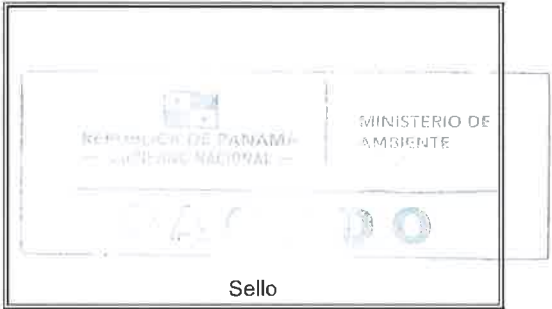 REPÚBLICA DE PANAMÁ
— GOBIERNO NACIONAL —
MINISTERIO DE
AMBIENTE
Sello